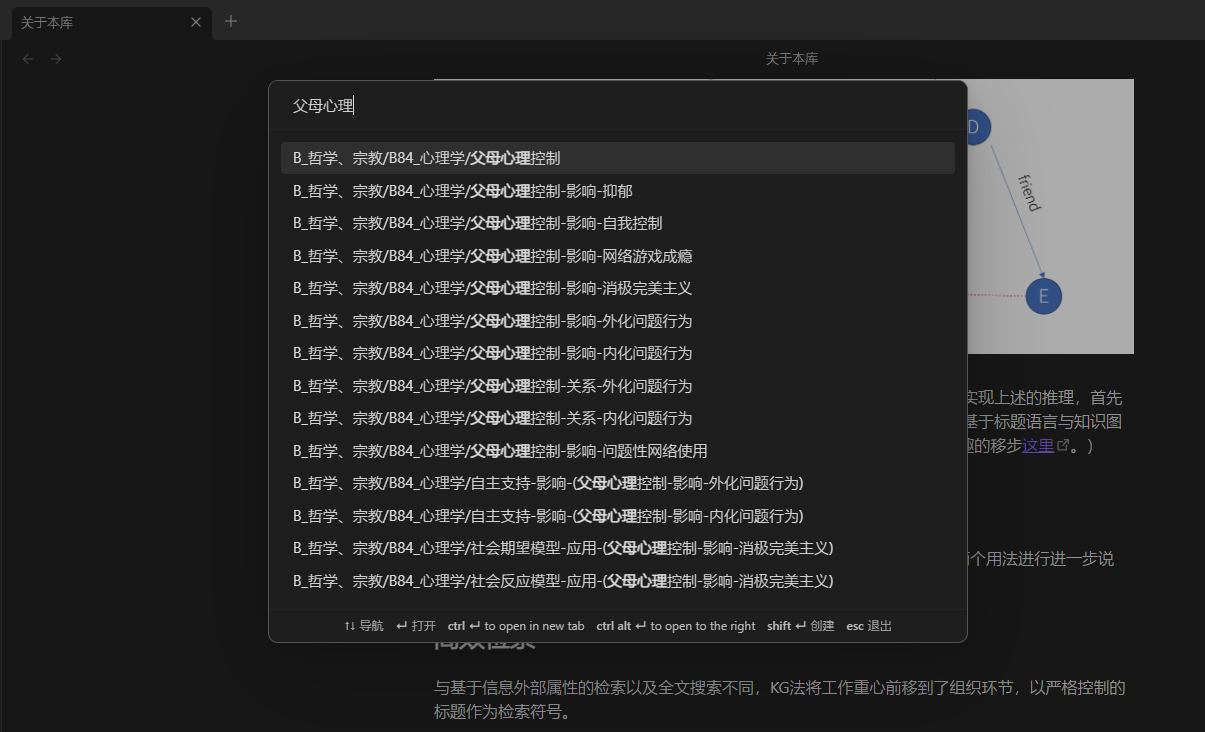 关于本库
关于本库
父母心理
B_哲学、宗教/B84_心理学/父母心理控制
B_哲学、宗教/B84_心理学/父母心理控制-影响-抑郁
B_哲学、宗教/B84_心理学/父母心理控制-影响-自我控制
B_哲学、宗教/B84_心理学/父母心理控制-影响-网络游戏成瘾
B_哲学、宗教/B84_心理学/父母心理控制-影响-消极完美主义
B_哲学、宗教/B84_心理学/父母心理控制-影响-外化问题行为
B_哲学、宗教/B84_心理学/父母心理控制-影响-内化问题行为
B_哲学、宗教/B84_心理学/父母心理控制-关系-外化问题行为
B_哲学、宗教/B84_心理学/父母心理控制-关系-内化问题行为
B_哲学、宗教/B84_心理学/父母心理控制-影响-问题性网络使用
B_哲学、宗教/B84_心理学/自主支持-影响-(父母心理控制-影响-外化问题行为)
B_哲学、宗教/B84_心理学/自主支持-影响-(父母心理控制-影响-内化问题行为)
B_哲学、宗教/B84_心理学/社会期望模型-应用-(父母心理控制-影响-消极完美主义)
B_哲学、宗教/B84_心理学/社会反应模型-应用-(父母心理控制-影响-消极完美主义)
↑↓ 导航 ↵ 打开 ctrl ↵ to open in new tab ctrl alt ↵ to open to the right shift ↵ 创建 esc 退出
D
friend
E
实现上述的推理，首先
基于标题语言与知识图
的移步这里。）
个用法进行进一步说
高效检索
与基于信息外部属性的检索以及全文搜索不同，KG法将工作重心前移到了组织环节，以严格控制的
标题作为检索符号。